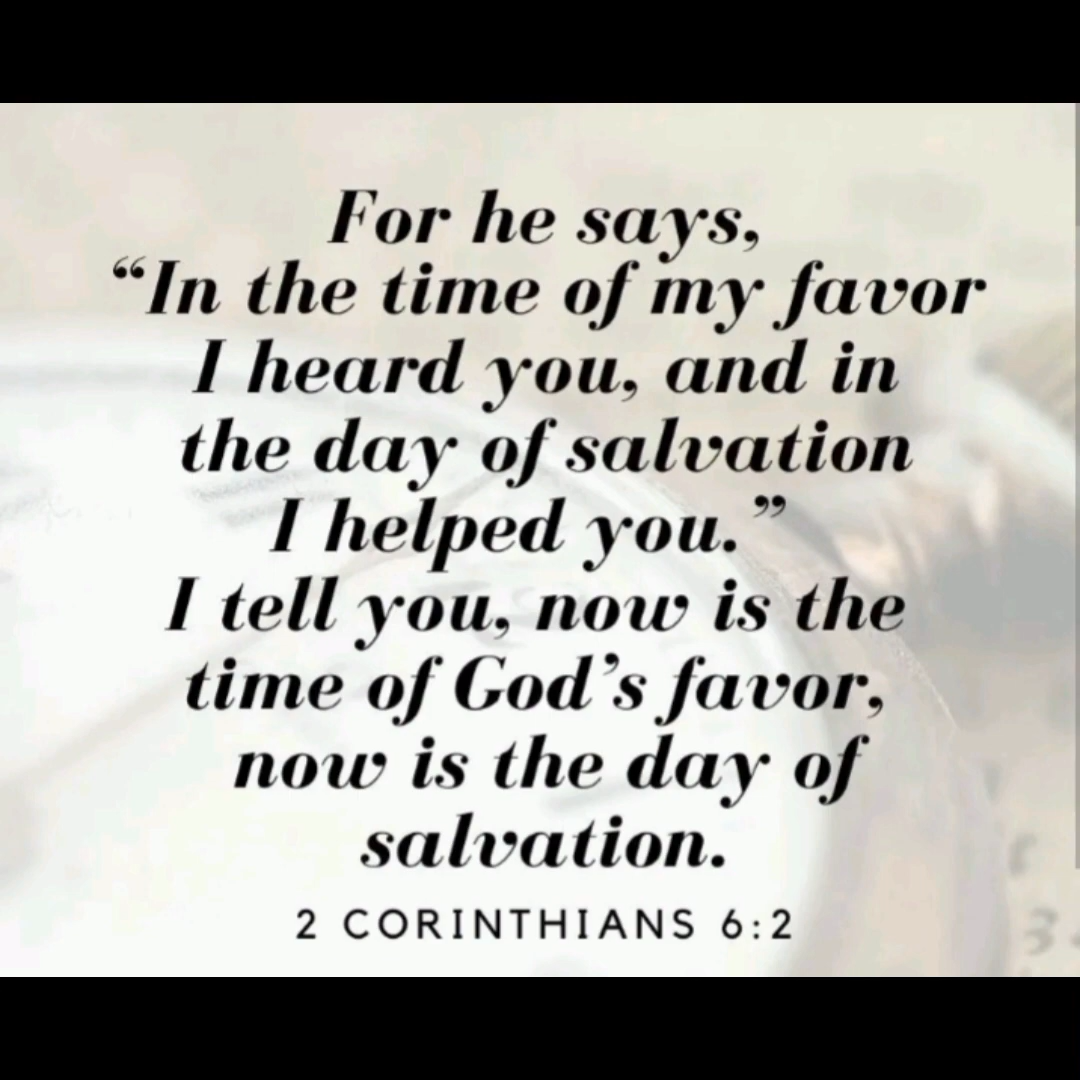 For he says,
“In the time of my favor
I heard you, and in
the day of salvation
I helped you.”
I tell you, now is the
time of God’s favor,
now is the day of
salvation.
2 CORINTHIANS 6:2